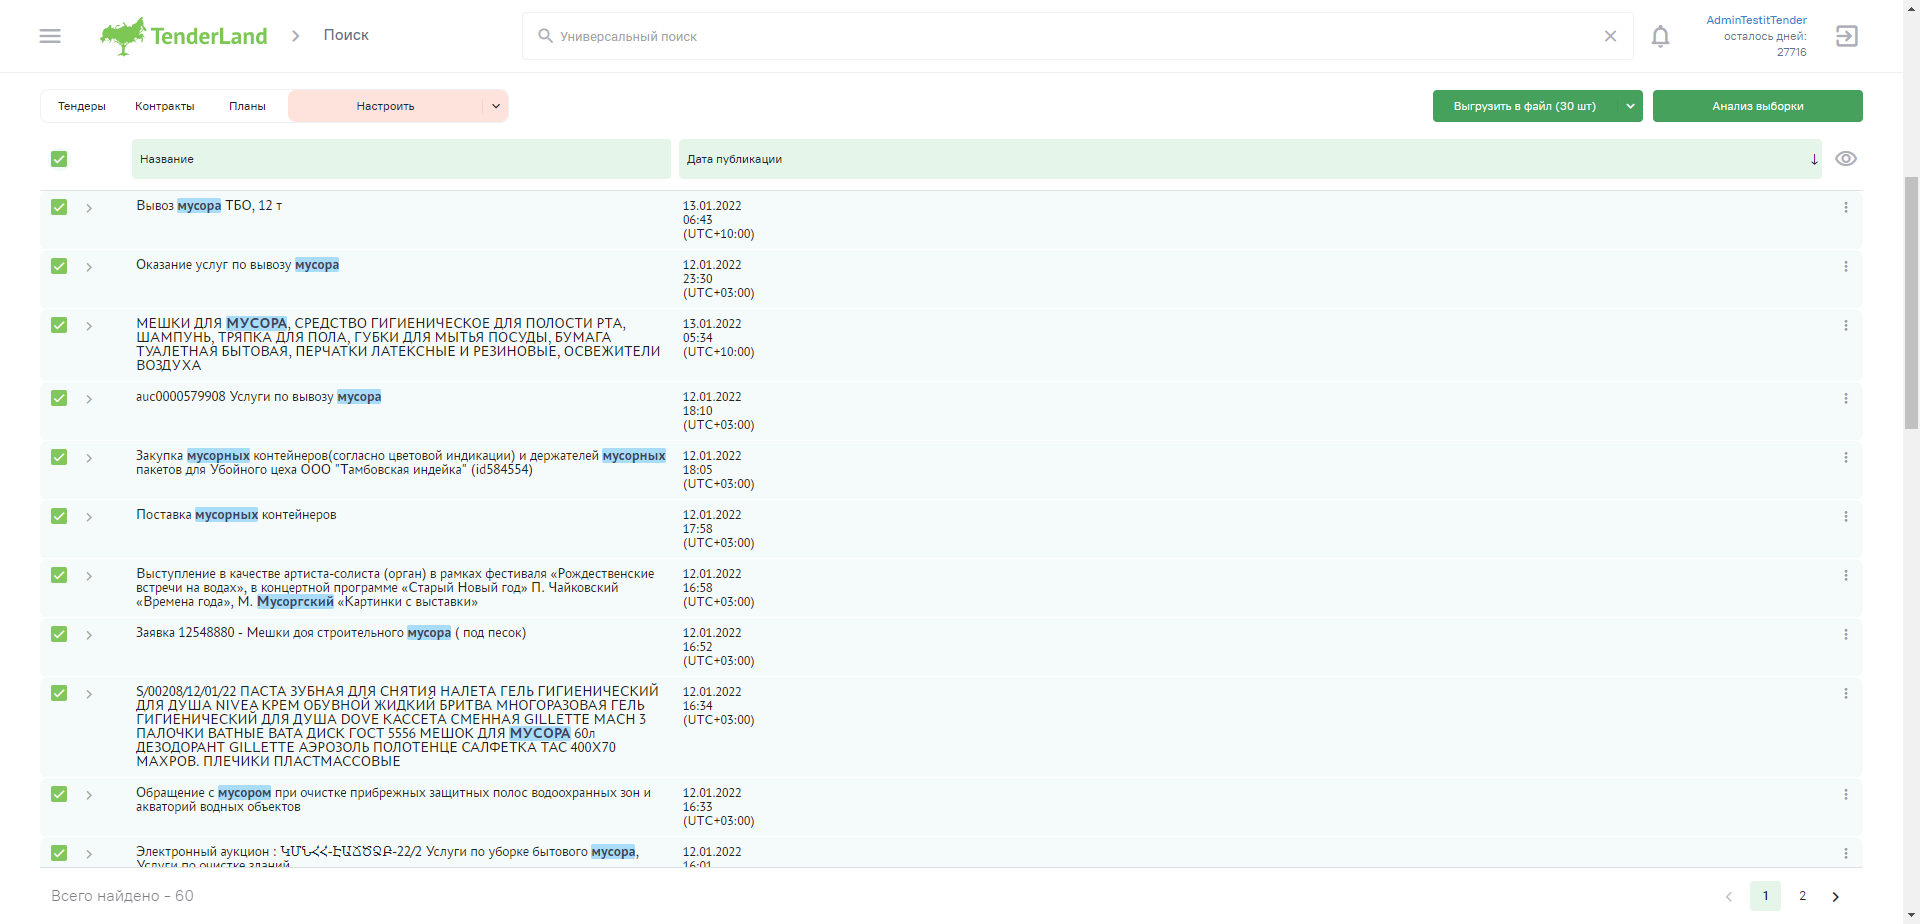 TenderLand
Поиск
Универсальный поиск
AdminTestitTender
осталось дней:
27716
Тендеры
Контракты
Планы
Настроить
Выгрузить в файл (30 шт)
Анализ выборки
Название
Дата публикации
Вывоз мусора ТБО, 12 т
13.01.2022
06:43
(UTC+10:00)
Оказание услуг по вывозу мусора
12.01.2022
23:30
(UTC+03:00)
МЕШКИ ДЛЯ МУСОРА, СРЕДСТВО ГИГИЕНИЧЕСКОЕ ДЛЯ ПОЛОСТИ РТА,
ШАМПУНЬ, ТРЯПКА ДЛЯ ПОЛА, ГУБКИ ДЛЯ МЫТЬЯ ПОСУДЫ, БУМАГА
ТУАЛЕТНАЯ БЫТОВАЯ, ПЕРЧАТКИ ЛАТЕКСНЫЕ И РЕЗИНОВЫЕ, ОСВЕЖИТЕЛИ
ВОЗДУХА
13.01.2022
05:34
(UTC+10:00)
auc0000579908 Услуги по вывозу мусора
12.01.2022
18:10
(UTC+03:00)
Закупка мусорных контейнеров(согласно цветовой индикации) и держателей мусорных
пакетов для Убойного цеха ООО "Тамбовская индейка" (id584554)
12.01.2022
18:05
(UTC+03:00)
Поставка мусорных контейнеров
12.01.2022
17:58
(UTC+03:00)
Выступление в качестве артиста-солиста (орган) в рамках фестиваля «Рождественские
встречи на водах», в концертной программе «Старый Новый год» П. Чайковский
«Времена года», М. Мусоргский «Картинки с выставки»
12.01.2022
16:58
(UTC+03:00)
Заявка 12548880 - Мешки доя строительного мусора ( под песок)
12.01.2022
16:52
(UTC+03:00)
S/00208/12/01/22 ПАСТА ЗУБНАЯ ДЛЯ СНЯТИЯ НАЛЕТА ГЕЛЬ ГИГИЕНИЧЕСКИЙ
ДЛЯ ДУША NIVEA КРЕМ ОБУВНОЙ ЖИДКИЙ БРИТВА МНОГОРАЗОВАЯ ГЕЛЬ
ГИГИЕНИЧЕСКИЙ ДЛЯ ДУША DOVE КАССЕТА СМЕННАЯ GILLETTE MACH 3
ПАЛОЧКИ ВАТНЫЕ ВАТА ДИСК ГОСТ 5556 МЕШОК ДЛЯ МУСОРА 60л
ДЕЗОДОРАНТ GILLETTE АЭРОЗОЛЬ ПОЛОТЕНЦЕ САЛФЕТКА ТАС 400Х70
МАХРОВ. ПЛЕЧИКИ ПЛАСТМАССОВЫЕ
12.01.2022
16:34
(UTC+03:00)
Обращение с мусором при очистке прибрежных защитных полос водоохранных зон и
акваторий водных объектов
12.01.2022
16:33
(UTC+03:00)
Электронный аукцион : ԿՄՆՀՀ-ԷԱՃԾՁԲ-22/2 Услуги по уборке бытового мусора,
Услуги по очистке зданий
12.01.2022
16:01
Всего найдено - 60
1
2